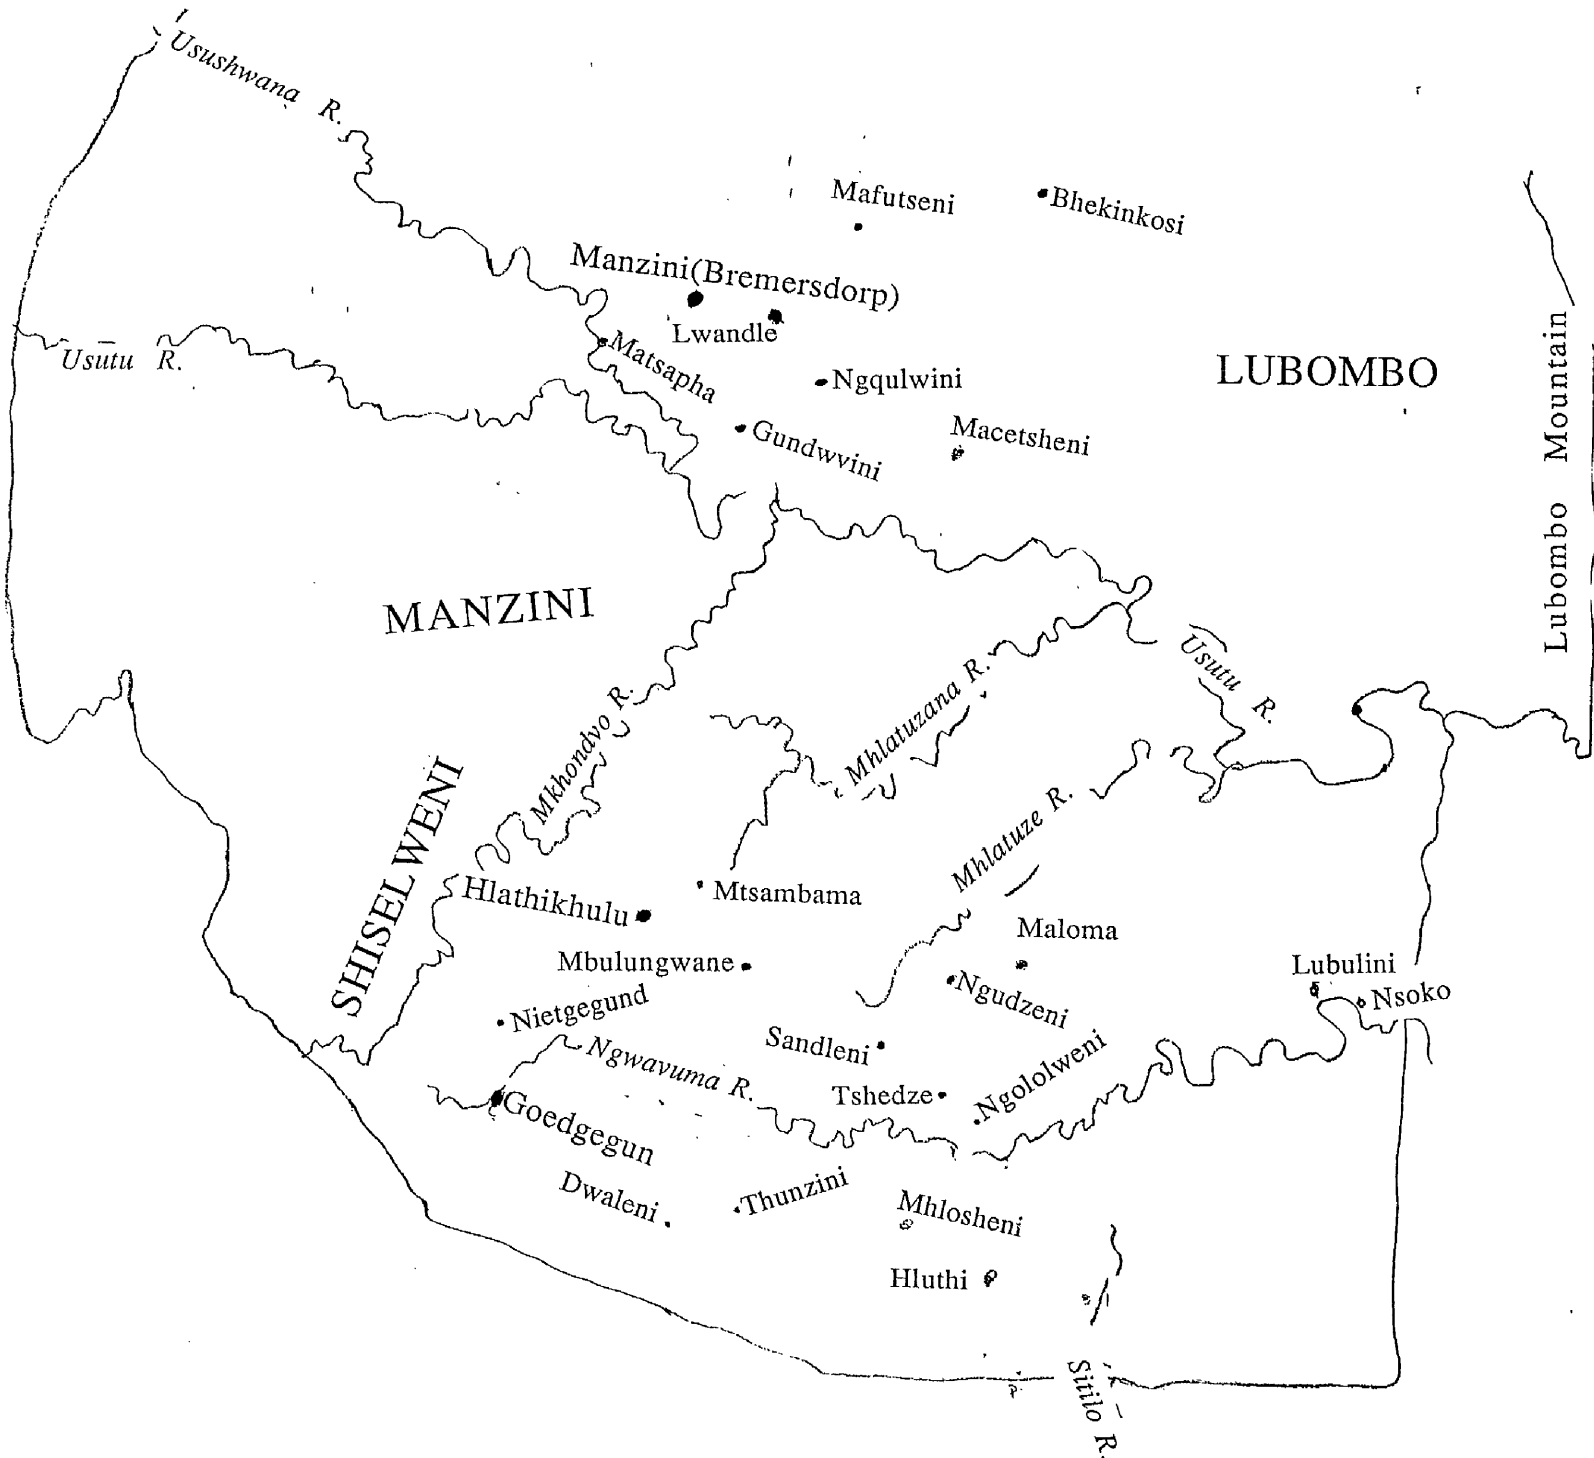 Usushwana R.
Mafutseni
Bhekinkosi
Manzini(Bremersdorp)
Lwandle
Matsapha
Usutu R.
Ngqulwini
LUBOMBO
Lubombo Mountain
Gundwvini
Macetsheni
MANZINI
Usutu R.
Mhlatuzana R.
Mkhondvo R.
Mhlatuze R.
SHISELWENI
Hlathikhulu
Mtsambama
Maloma
Mbulungwane
Lubulini
Ngudzeni
Nsoko
Nietgegund
Sandleni
Ngwavuma R.
Tshedze
Ngololweni
Goedgegun
Dwaleni
Thunzini
Mhlosheni
Hluthi
Sitilo R.